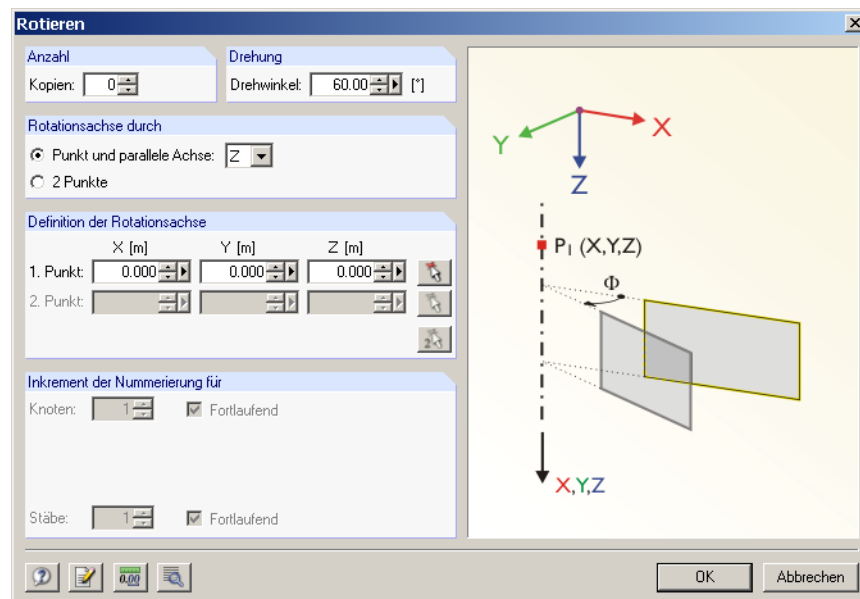 Rotieren
Anzahl
Kopien: 0
Drehung
Drehwinkel: 60.00 [°]
Rotationsachse durch
Punkt und parallele Achse: Z
2 Punkte
Definition der Rotationsachse
X [m] Y [m] Z [m]
1. Punkt: 0.000 0.000 0.000
2. Punkt:
2
Inkrement der Nummerierung für
Knoten: 1 Fortlaufend
Stäbe: 1 Fortlaufend
X
Y
Z
P1 (X,Y,Z)
Φ
X,Y,Z
0.00
OK Abbrechen